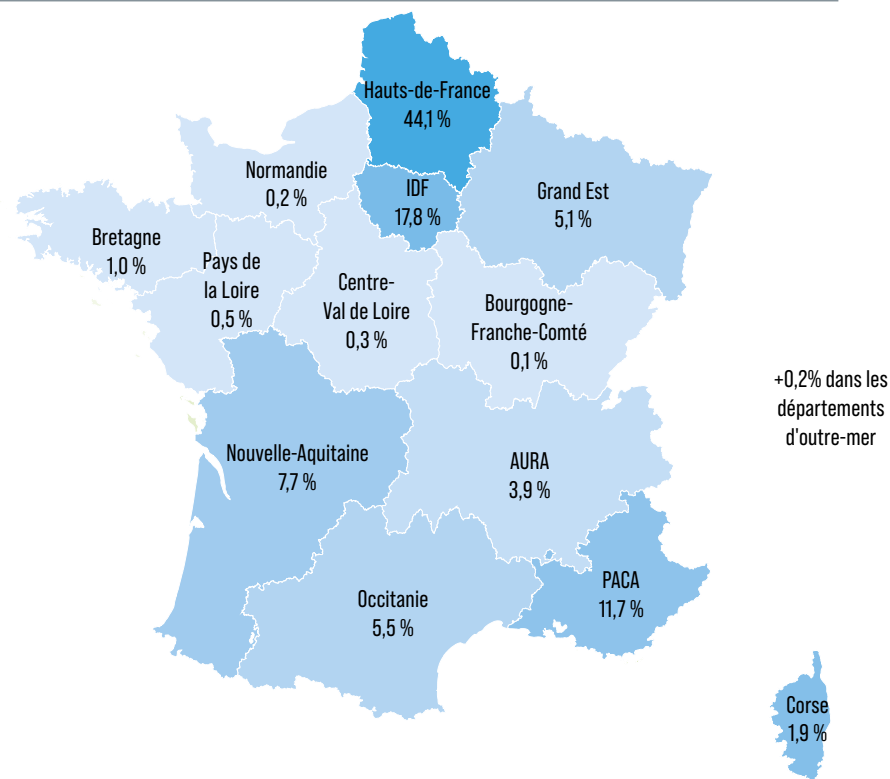 Hauts-de-France
44,1 %
Normandie
0,2 %
IDF
17,8 %
Grand Est
5,1 %
Bretagne
1,0 %
Pays de
la Loire
0,5 %
Centre-
Val de Loire
0,3 %
Bourgogne-
Franche-Comté
0,1 %
+0,2% dans les
départements
d'outre-mer
Nouvelle-Aquitaine
7,7 %
AURA
3,9 %
Occitanie
5,5 %
PACA
11,7 %
Corse
1,9 %